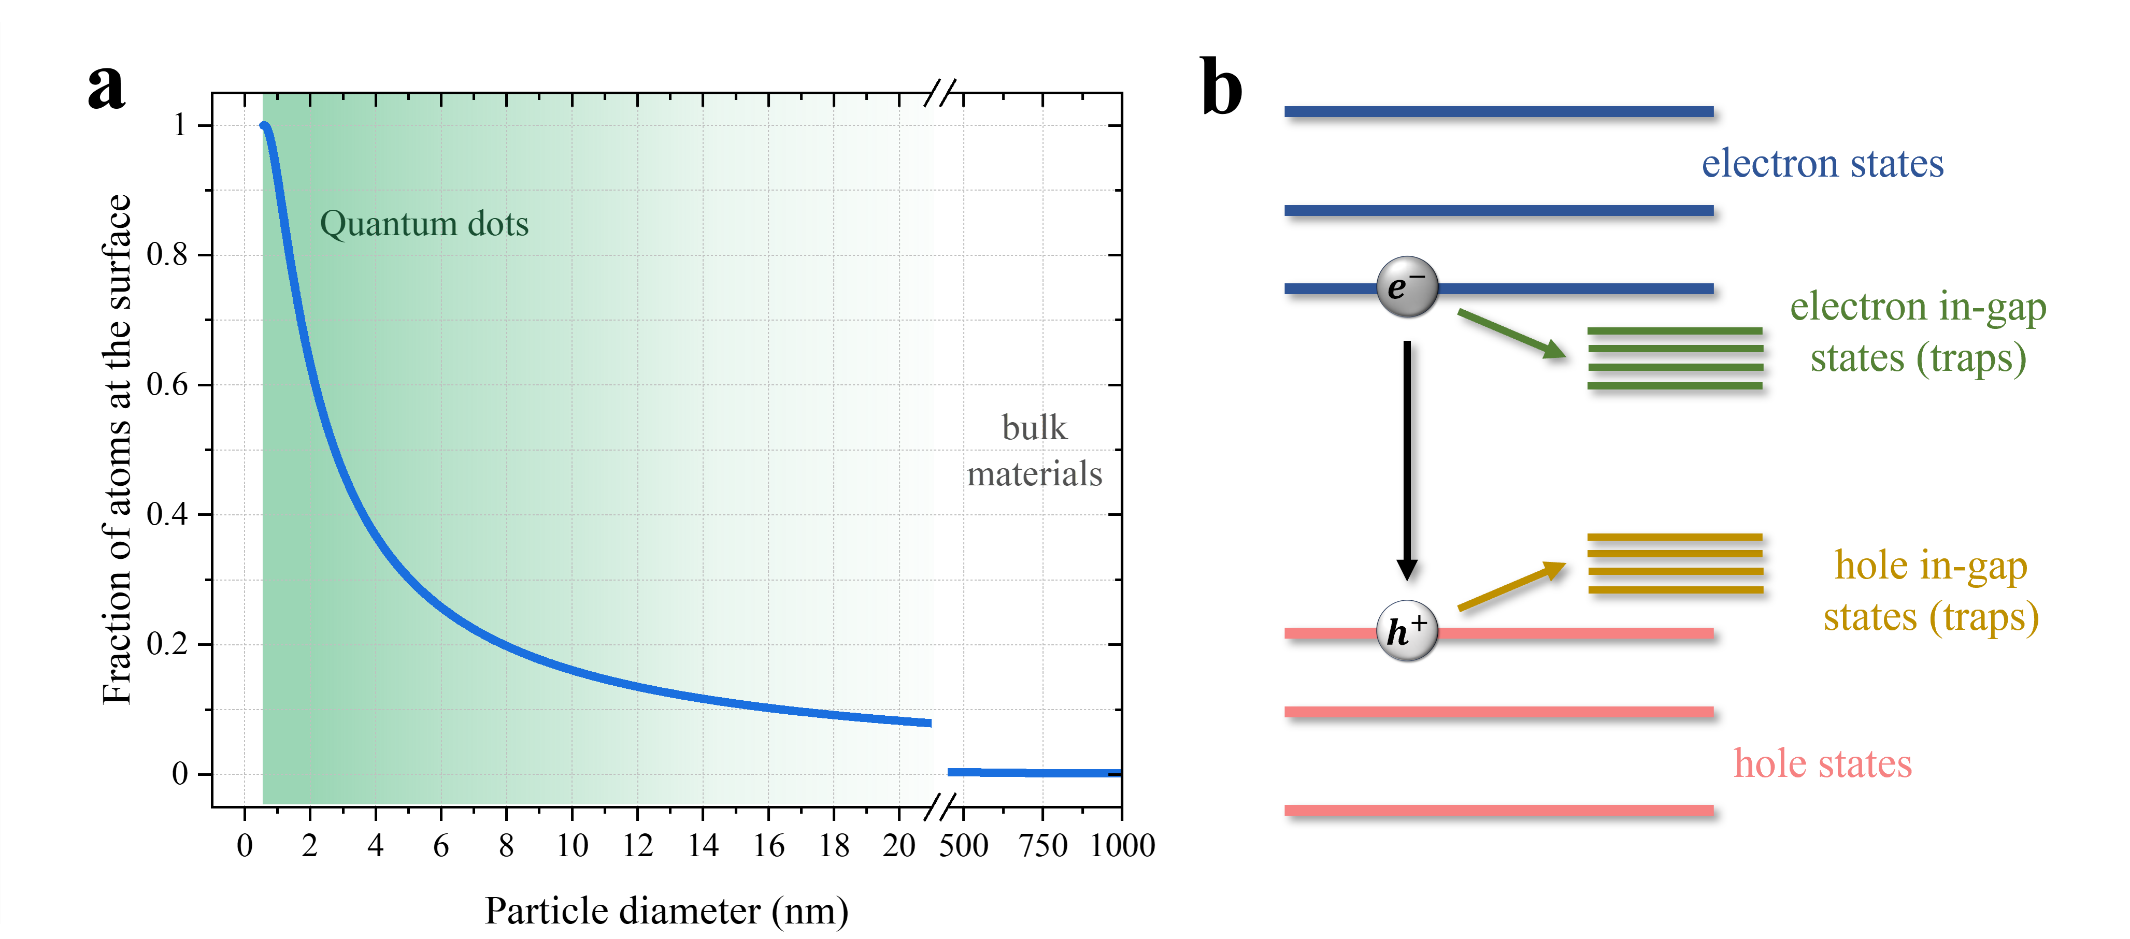 a
Fraction of atoms at the surface
1
0.8
0.6
0.4
0.2
0
Quantum dots
bulk
materials
0 2 4 6 8 10 12 14 16 18 20 500 750 1000
Particle diameter (nm)
b
electron states
e−
electron in-gap
states (traps)
hole in-gap
states (traps)
h+
hole states